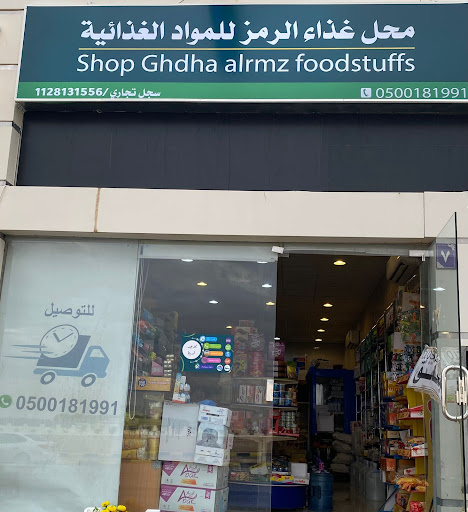 محل غذاء الرمز للمواد الغذائية
Shop Ghdha alrmz foodstuffs
سجل تجاري/1128131556
0500181991
٧
للتوصيل
0500181991